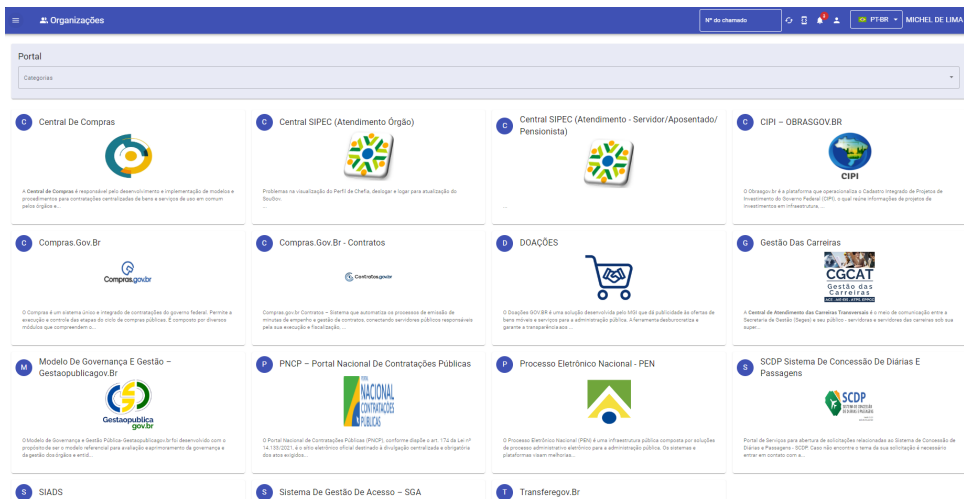 Organizações
Nº do chamado
2
PT-BR
MICHEL DE LIMA
Portal
Categorias
C Central De Compras
A Central de Compras é responsável pelo desenvolvimento e implementação de modelos e
procedimentos para contratações centralizadas de bens e serviços de uso em comum
pelos órgãos e...
C Central SIPEC (Atendimento Órgão)
Problemas na visualização do Perfil de Chefia, deslogar e logar para atualização do
SouGov.
...
C Central SIPEC (Atendimento - Servidor/Aposentado/
Pensionista)
...
C CIPI – OBRASGOV.BR
CIPI
O Obrasgov.br é a plataforma que operacionaliza o Cadastro Integrado de Projetos de
Investimento do Governo Federal (CIPI), o qual reúne informações de projetos de
investimentos em infraestrutura. ...
C Compras.Gov.Br
Compras.gov.br
O Compras é um sistema único e integrado de contratações do governo federal. Permite a
execução e controle das etapas do ciclo de compras públicas. É composto por diversos
módulos que compreendem o...
C Compras.Gov.Br - Contratos
Contratos.gov.br
Compras.gov.br Contratos – Sistema que automatiza os processos de emissão de
minutas de empenho e gestão de contratos, conectando servidores públicos responsáveis
pela sua execução e fiscalização. ...
D DOAÇÕES
O Doações GOV.BR é uma solução desenvolvida pelo MGI que dá publicidade às ofertas de
bens móveis e serviços para a administração pública. A ferramenta desburocratiza e
garante a transparência aos ...
G Gestão Das Carreiras
CGCAT
Gestão das
Carreiras
A Central de Atendimento das Carreiras Transversais é o meio de comunicação entre a
Secretaria de Gestão (Seges) e seu público - servidores e servidoras das carreiras sob sua
super...
M Modelo De Governança E Gestão –
Gestaopublicagov.Br
Gestaopública
gov.br
O Modelo de Governança e Gestão Pública-Gestaopublicagov.br foi desenvolvido com o
propósito de ser o modelo referencial para avaliação e aprimoramento da governança e
da gestão dos órgãos e entid...
P PNCP – Portal Nacional De Contratações Públicas
PORTAL
NACIONAL
CONTRATAÇÕES
PÚBLICAS
O Portal Nacional de Contratações Públicas (PNCP), conforme dispõe o art. 174 da Lei nº
14.133/2021, é o sítio eletrônico oficial destinado à divulgação centralizada e obrigatória
dos atos exigidos...
P Processo Eletrônico Nacional - PEN
O Processo Eletrônico Nacional (PEN) é uma infraestrutura pública composta por soluções
de processo administrativo eletrônico para a administração pública. Os sistemas e
plataformas visam melhorias...
S SCDP Sistema De Concessão De Diárias E
Passagens
SCDP
Portal de Serviços para abertura de solicitações relacionadas ao Sistema de Concessão de
Diárias e Passagens - SCDP. Caso não encontre o tema da sua solicitação é necessário
entrar em contato com a...
S SIADS
S Sistema De Gestão De Acesso – SGA
T Transferegov.Br